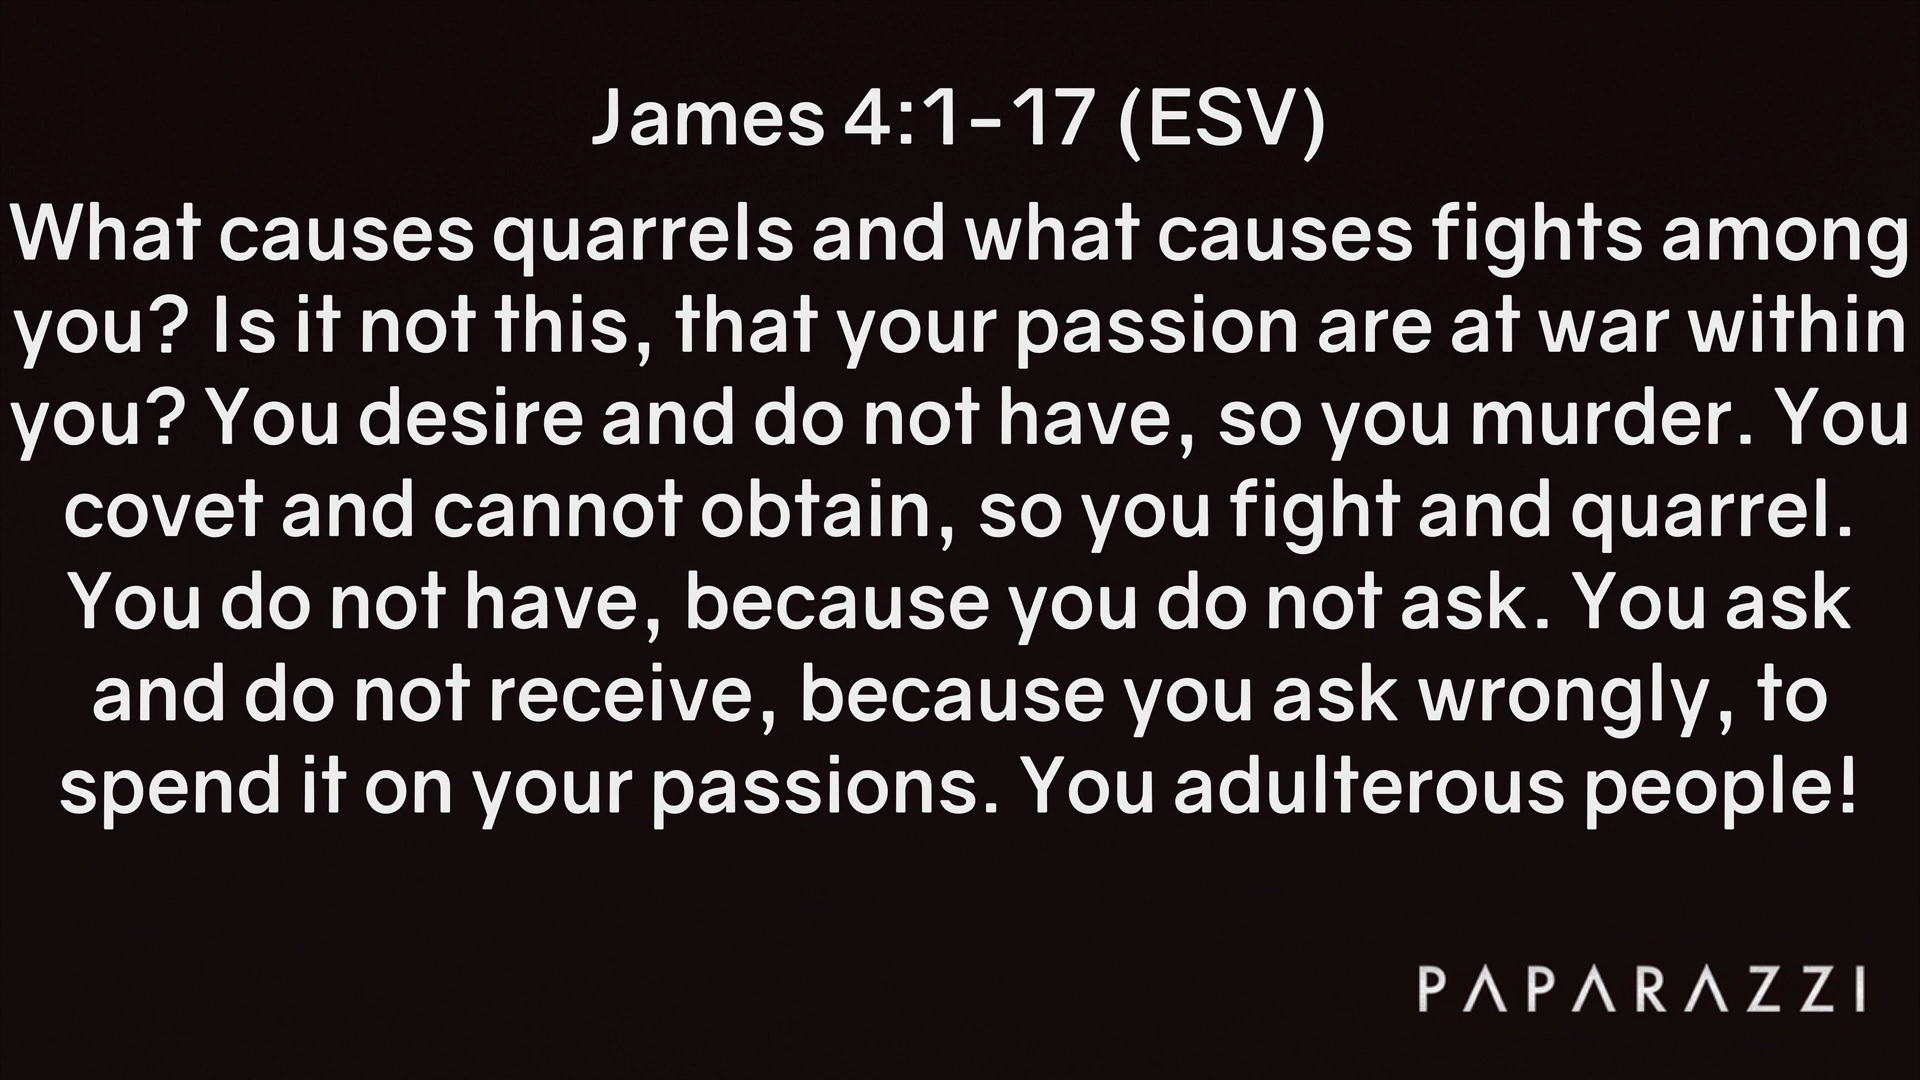 James 4:1-17 (ESV)
What causes quarrels and what causes fights among
you? Is it not this, that your passion are at war within
you? You desire and do not have, so you murder. You
covet and cannot obtain, so you fight and quarrel.
You do not have, because you do not ask. You ask
and do not receive, because you ask wrongly, to
spend it on your passions. You adulterous people!
PAPARAZZI